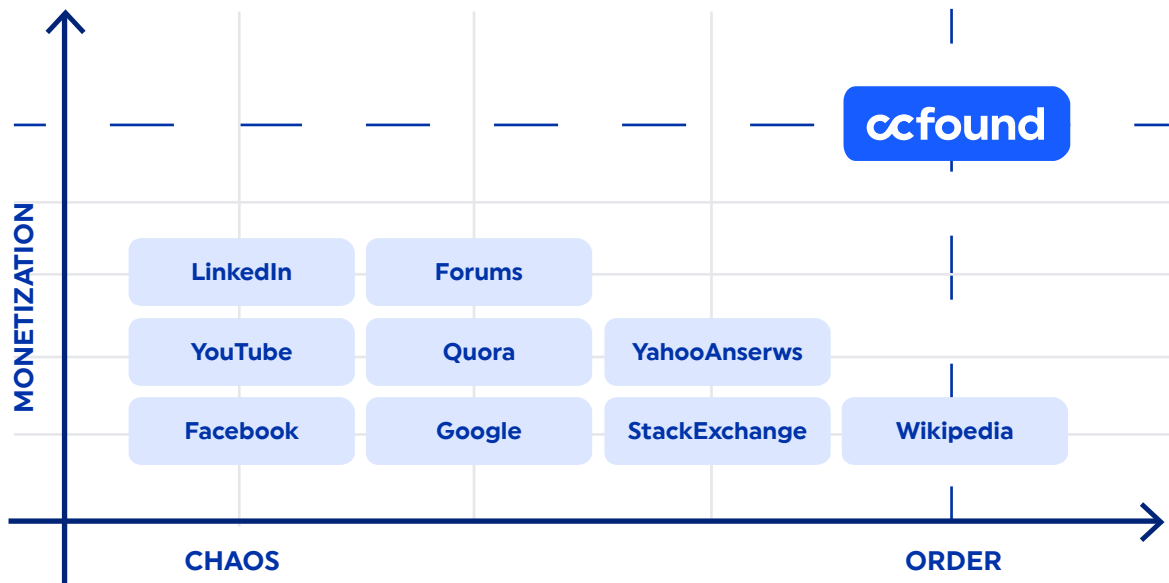 ccfound
MONETIZATION
LinkedIn
Forums
YouTube
Quora
YahooAnserws
Facebook
Google
StackExchange
Wikipedia
CHAOS
ORDER